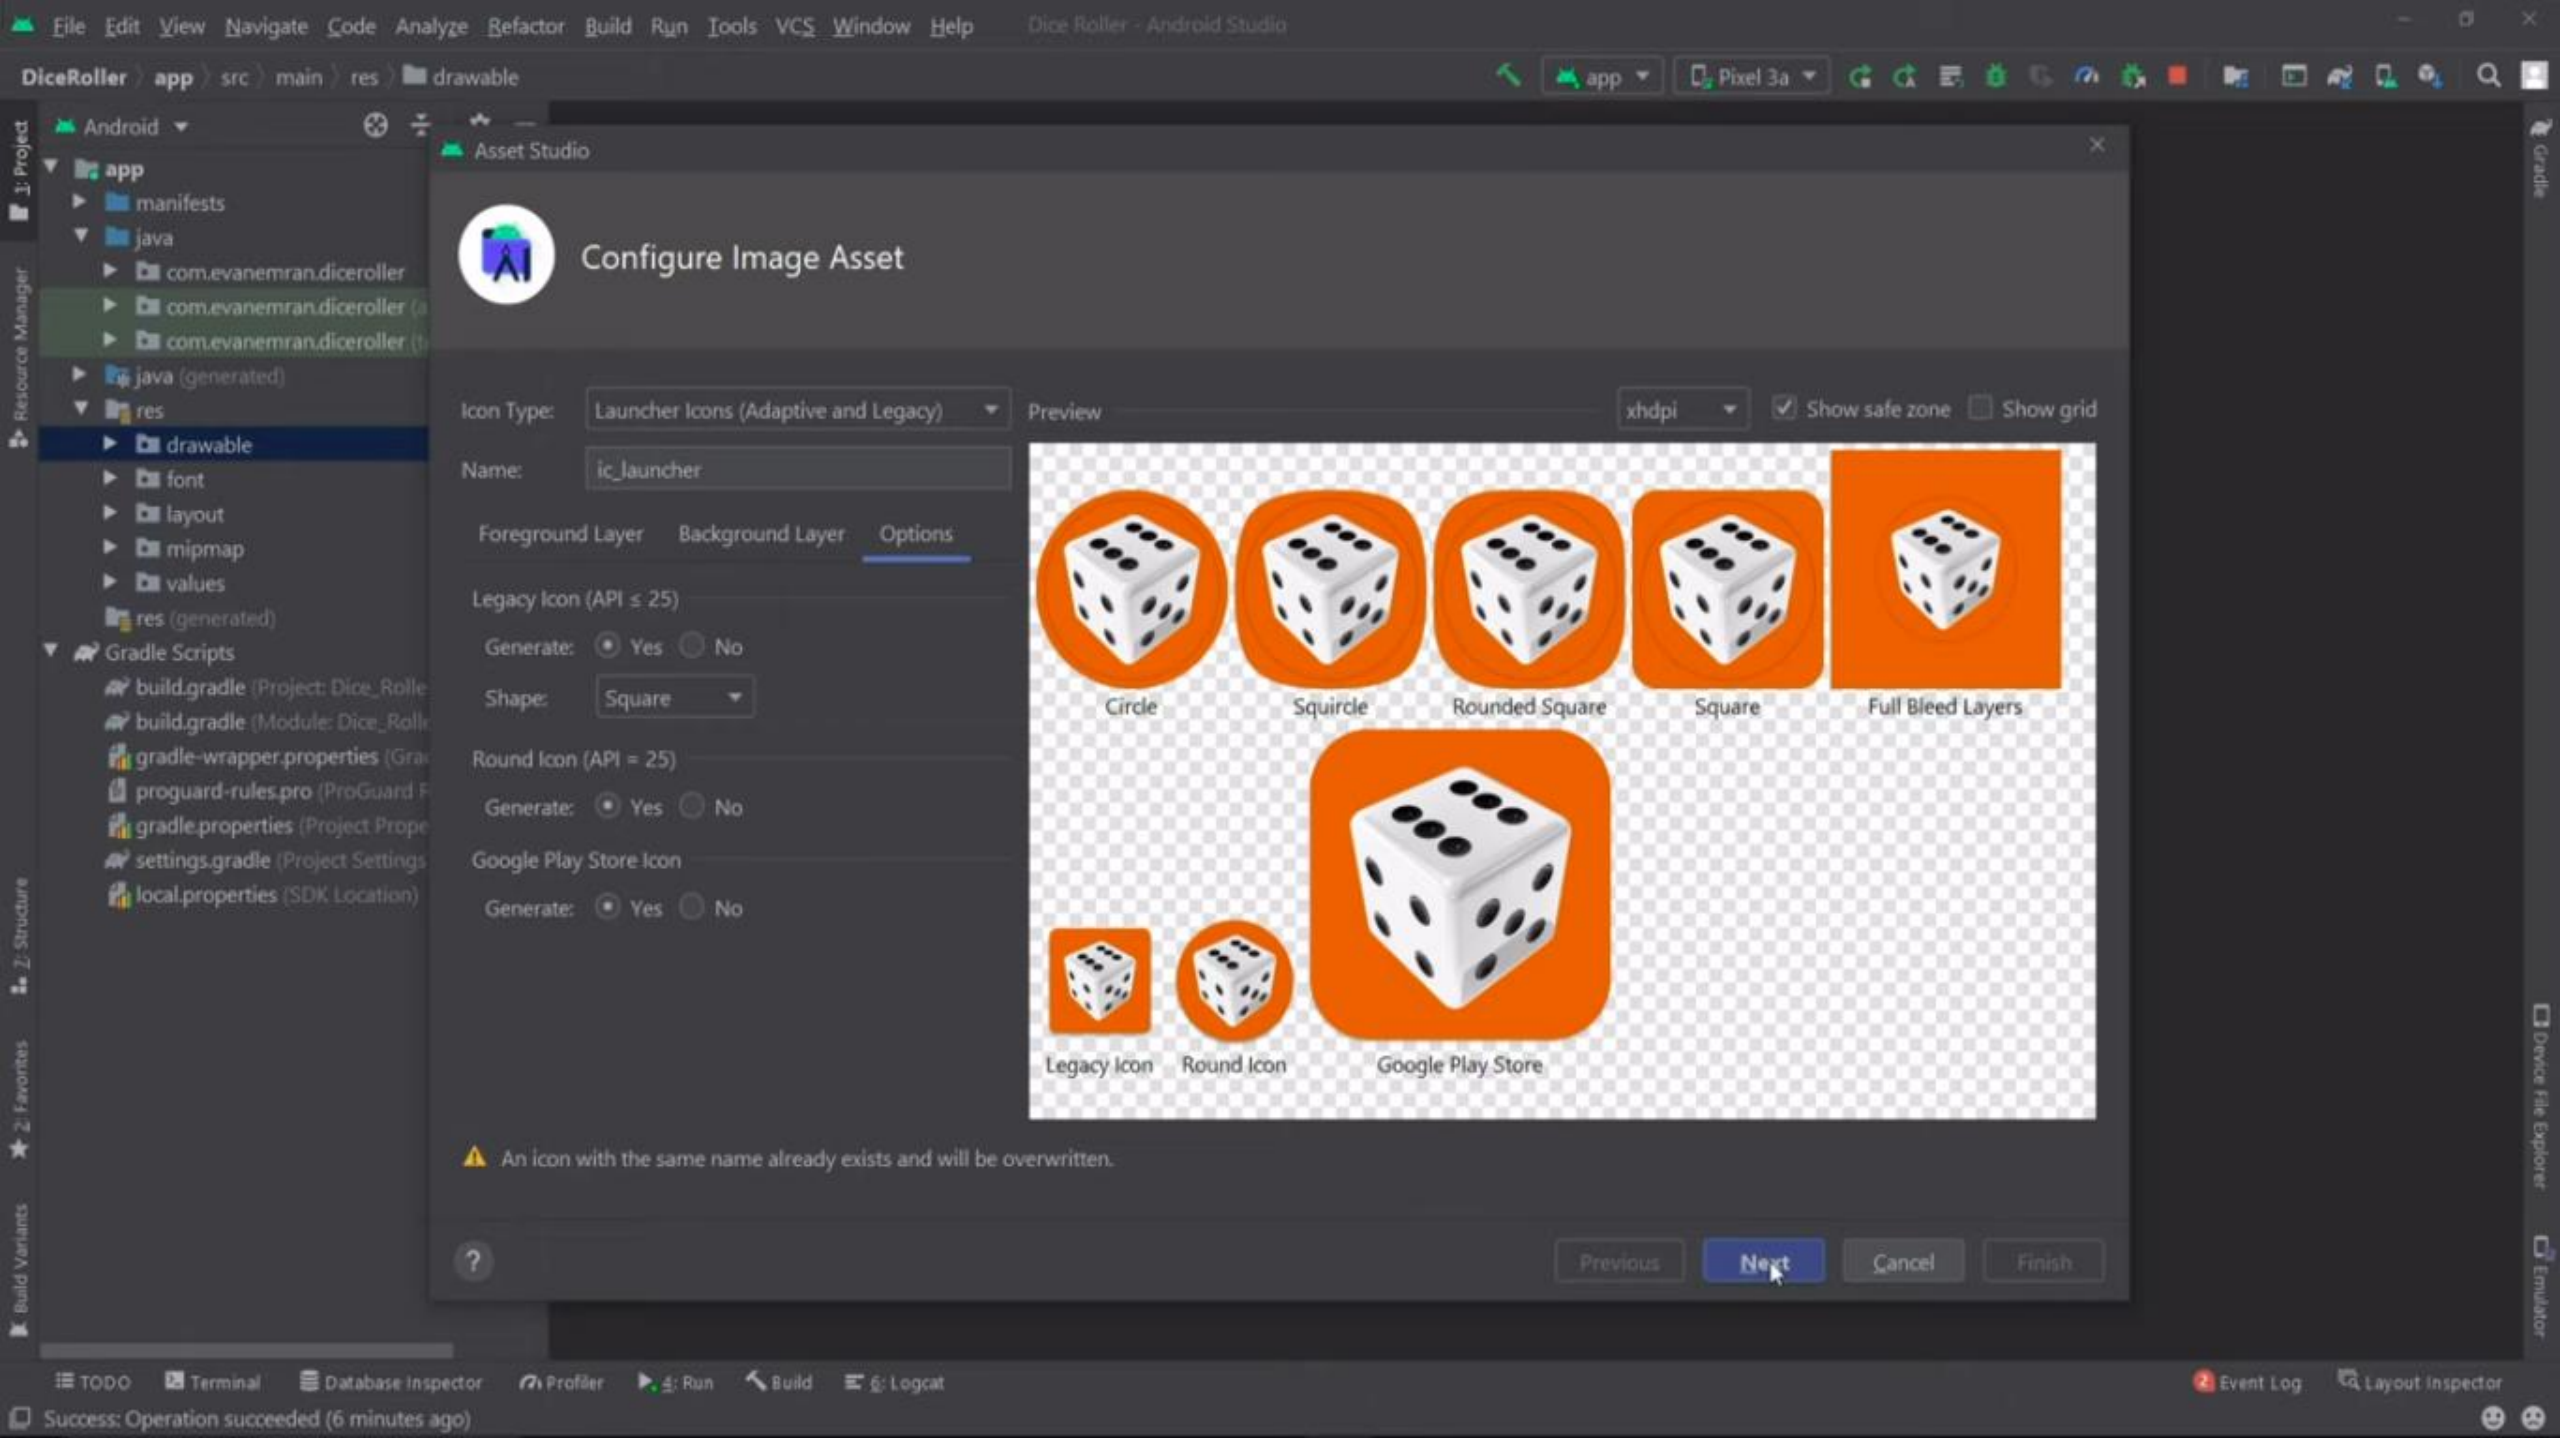 File Edit View Navigate Code Analyze Refactor Build Run Tools VCS Window Help Dice Roller - Android Studio
DiceRoller app src main res drawable
app Pixel 3a
1: Project
Resource Manager
Z: Structure
2: Favorites
Build Variants
Android
app
manifests
java
com.evanemran.diceroller
com.evanemran.diceroller (a
com.evanemran.diceroller (t
java (generated)
res
drawable
font
layout
mipmap
values
res (generated)
Gradle Scripts
build.gradle (Project: Dice_Rolle
build.gradle (Module: Dice_Rolle
gradle-wrapper.properties (Gra
proguard-rules.pro (ProGuard F
gradle.properties (Project Prope
settings.gradle (Project Settings
local.properties (SDK Location)
Asset Studio
Configure Image Asset
Icon Type: Launcher Icons (Adaptive and Legacy)
Name: ic_launcher
Foreground Layer Background Layer Options
Legacy Icon (API ≤ 25)
Generate: Yes No
Shape: Square
Round Icon (API = 25)
Generate: Yes No
Google Play Store Icon
Generate: Yes No
Preview xhdpi Show safe zone Show grid
Circle Squircle Rounded Square Square Full Bleed Layers
Legacy Icon Round Icon Google Play Store
An icon with the same name already exists and will be overwritten.
? Previous Next Cancel Finish
Gradle
Device File Explorer
Emulator
TODO Terminal Database Inspector Profiler 4: Run Build 6: Logcat 2 Event Log Layout Inspector
Success: Operation succeeded (6 minutes ago)